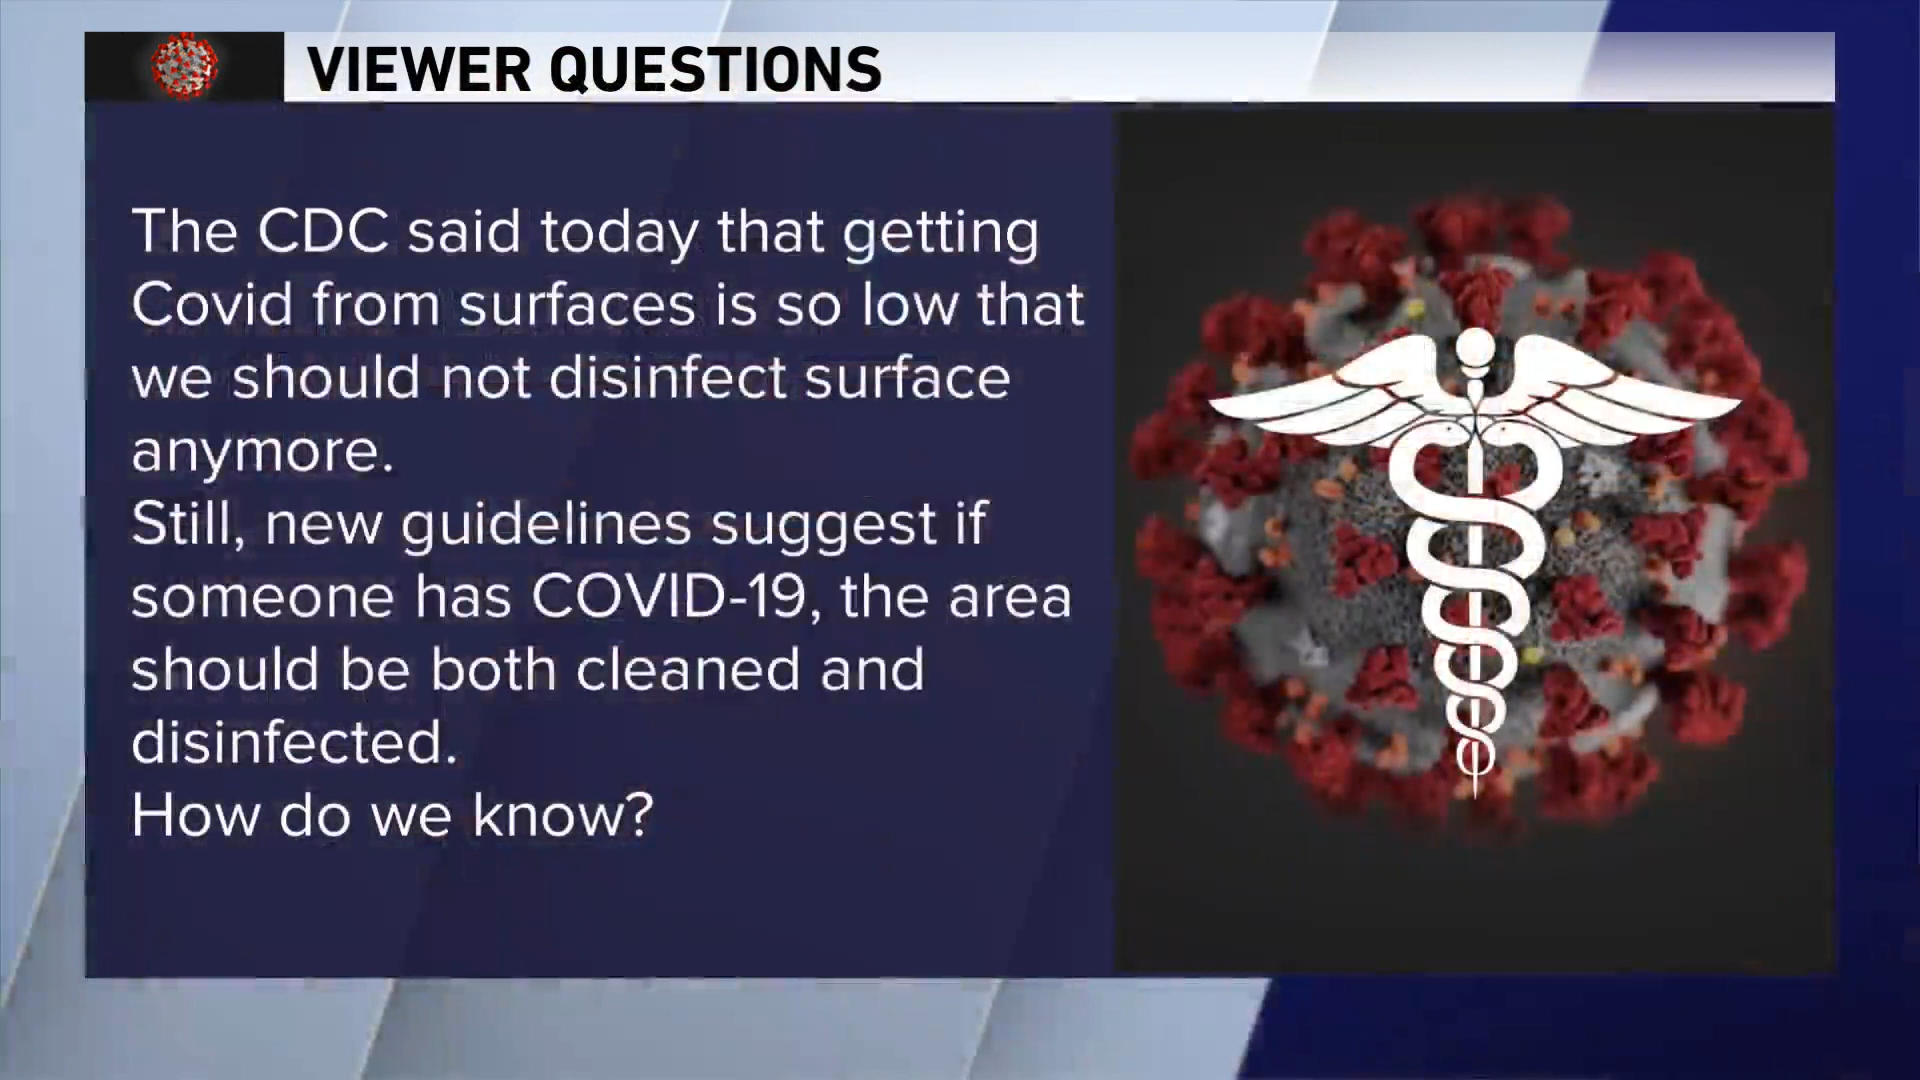 VIEWER QUESTIONS
The CDC said today that getting
Covid from surfaces is so low that
we should not disinfect surface
anymore.
Still, new guidelines suggest if
someone has COVID-19, the area
should be both cleaned and
disinfected.
How do we know?